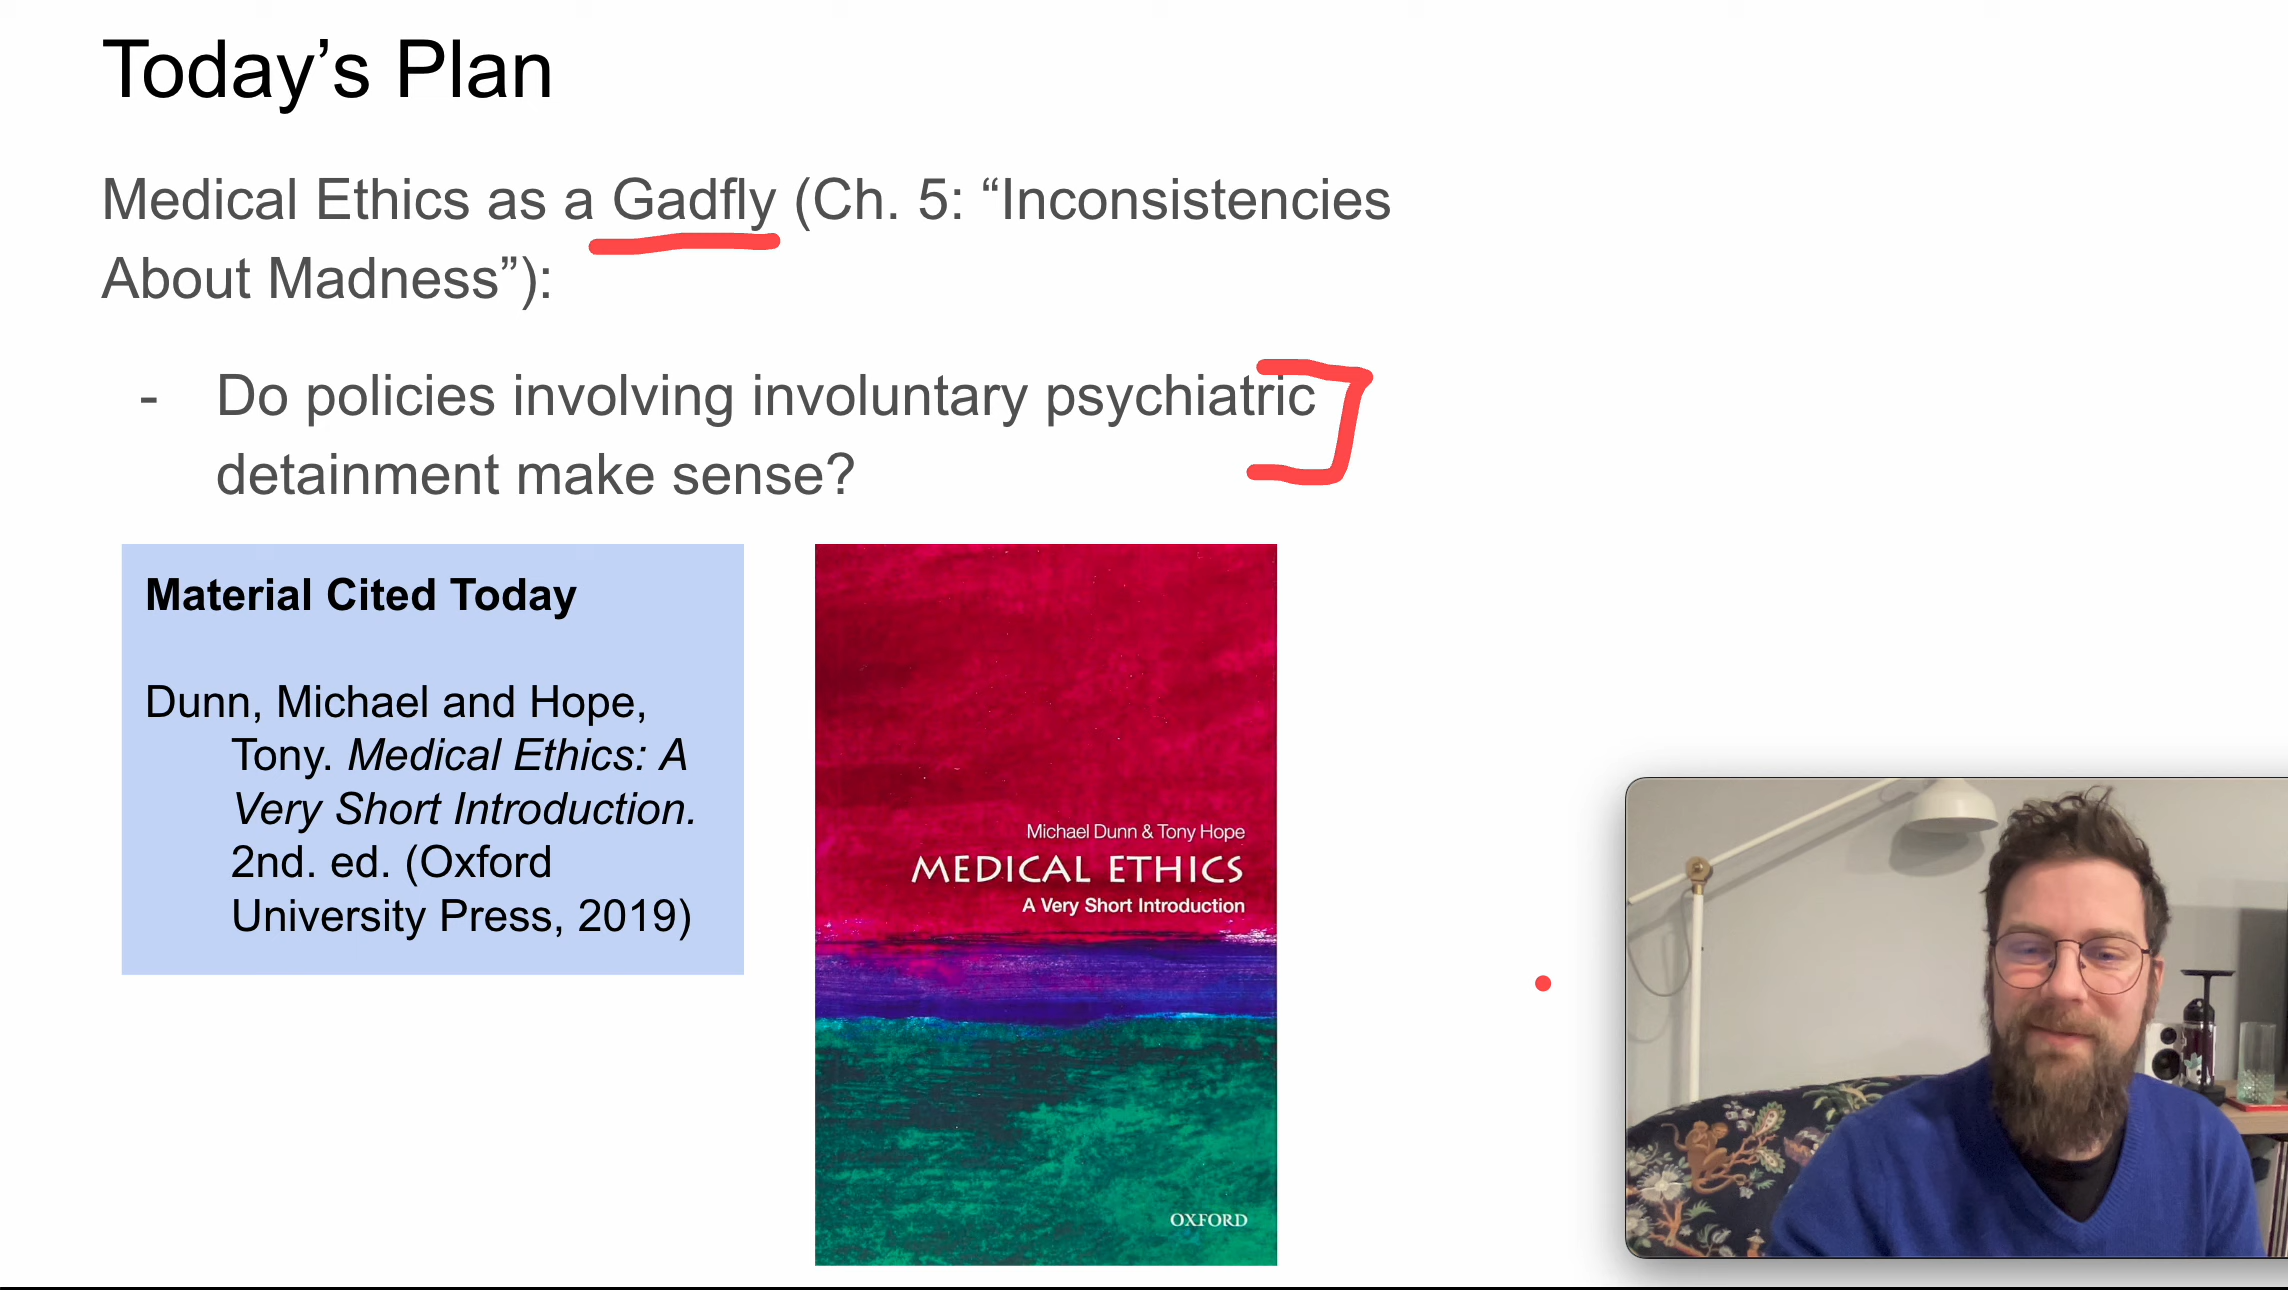 Today’s Plan
Medical Ethics as a Gadfly (Ch. 5: “Inconsistencies
About Madness”):
- Do policies involving involuntary psychiatric
detainment make sense?
Material Cited Today
Dunn, Michael and Hope,
Tony. Medical Ethics: A
Very Short Introduction.
2nd. ed. (Oxford
University Press, 2019)
Michael Dunn & Tony Hope
MEDICAL ETHICS
A Very Short Introduction
OXFORD